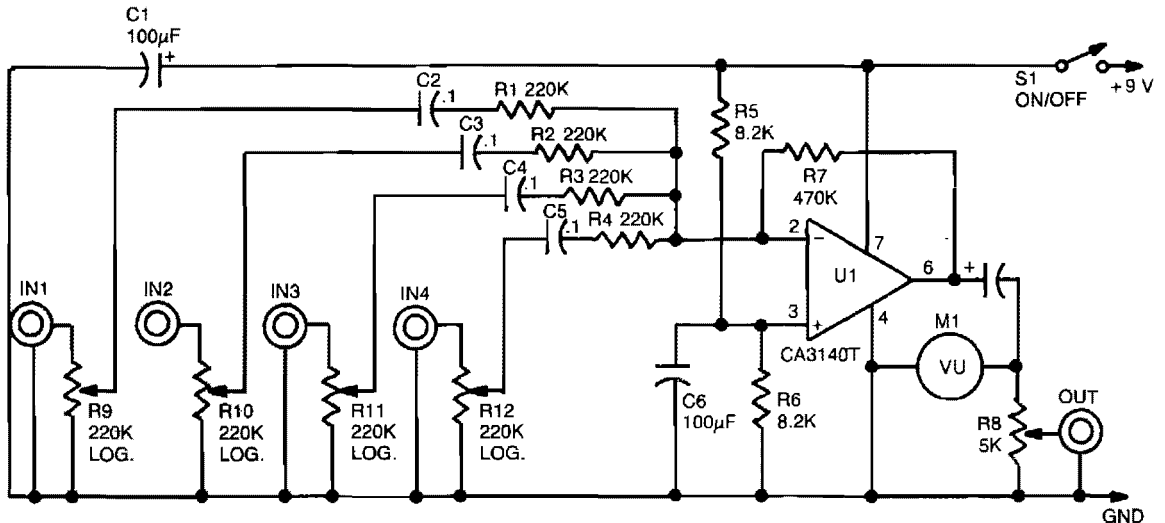 C1
100µF
+
C2
.1
R1 220K
C3
.1
R2 220K
C4
.1
R3 220K
C5
.1
R4 220K
R5
8.2K
S1
ON/OFF
+9 V
R7
470K
2
−
7
U1
6
+
3
+
4
CA3140T
M1
VU
IN1
IN2
IN3
IN4
R9
220K
LOG.
R10
220K
LOG.
R11
220K
LOG.
R12
220K
LOG.
C6
100µF
R6
8.2K
R8
5K
OUT
GND